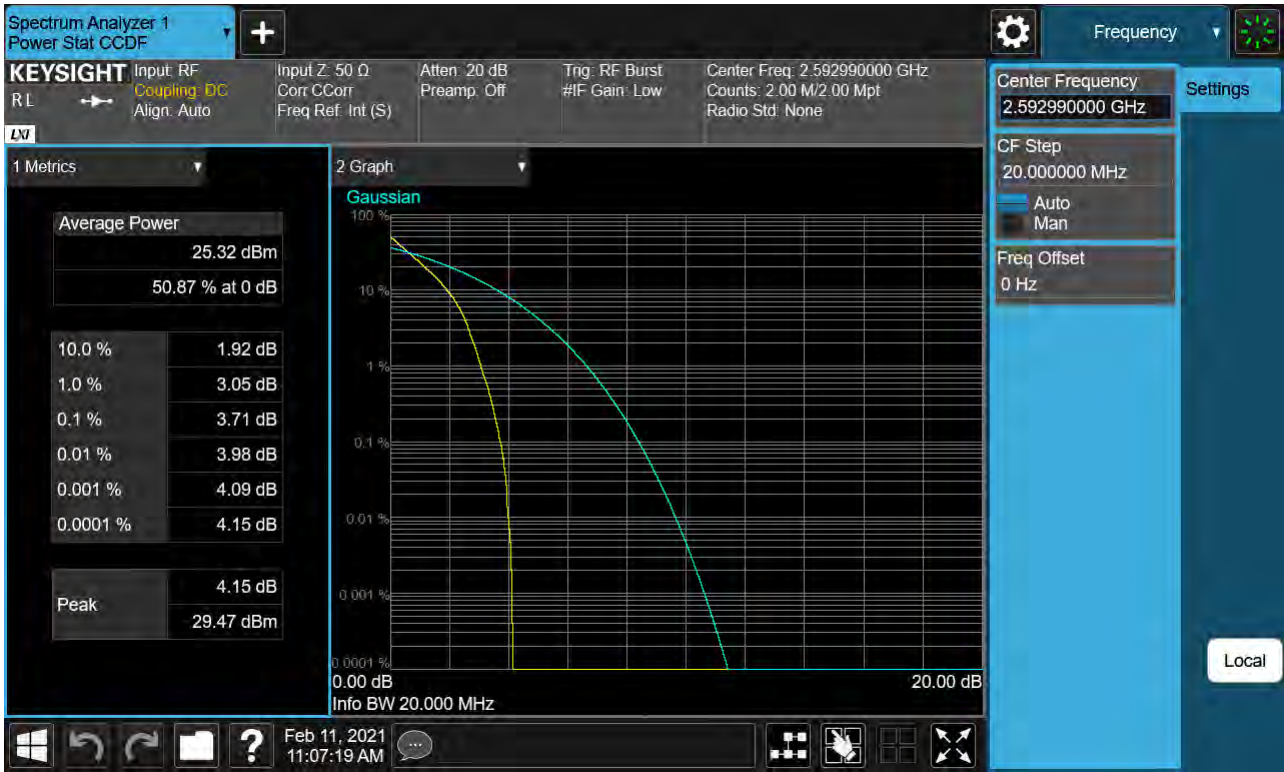 Spectrum Analyzer 1
Power Stat CCDF
+
Frequency
KEYSIGHT
RL
LXI
Input: RF
Coupling: DC
Align: Auto
Input Z: 50 Ω
Corr CCorr
Freq Ref: Int (S)
Atten: 20 dB
Preamp: Off
Trig: RF Burst
#IF Gain: Low
Center Freq: 2.592990000 GHz
Counts: 2.00 M/2.00 Mpt
Radio Std: None
Center Frequency
2.592990000 GHz
Settings
CF Step
20.000000 MHz
Auto
Man
Freq Offset
0 Hz
1 Metrics
Average Power
25.32 dBm
50.87 % at 0 dB
10.0 % 1.92 dB
1.0 % 3.05 dB
0.1 % 3.71 dB
0.01 % 3.98 dB
0.001 % 4.09 dB
0.0001 % 4.15 dB
Peak
4.15 dB
29.47 dBm
2 Graph
Gaussian
100 %
10 %
1 %
0.1 %
0.01 %
0.001 %
0.0001 %
0.00 dB 20.00 dB
Info BW 20.000 MHz
Local
?
Feb 11, 2021
11:07:19 AM